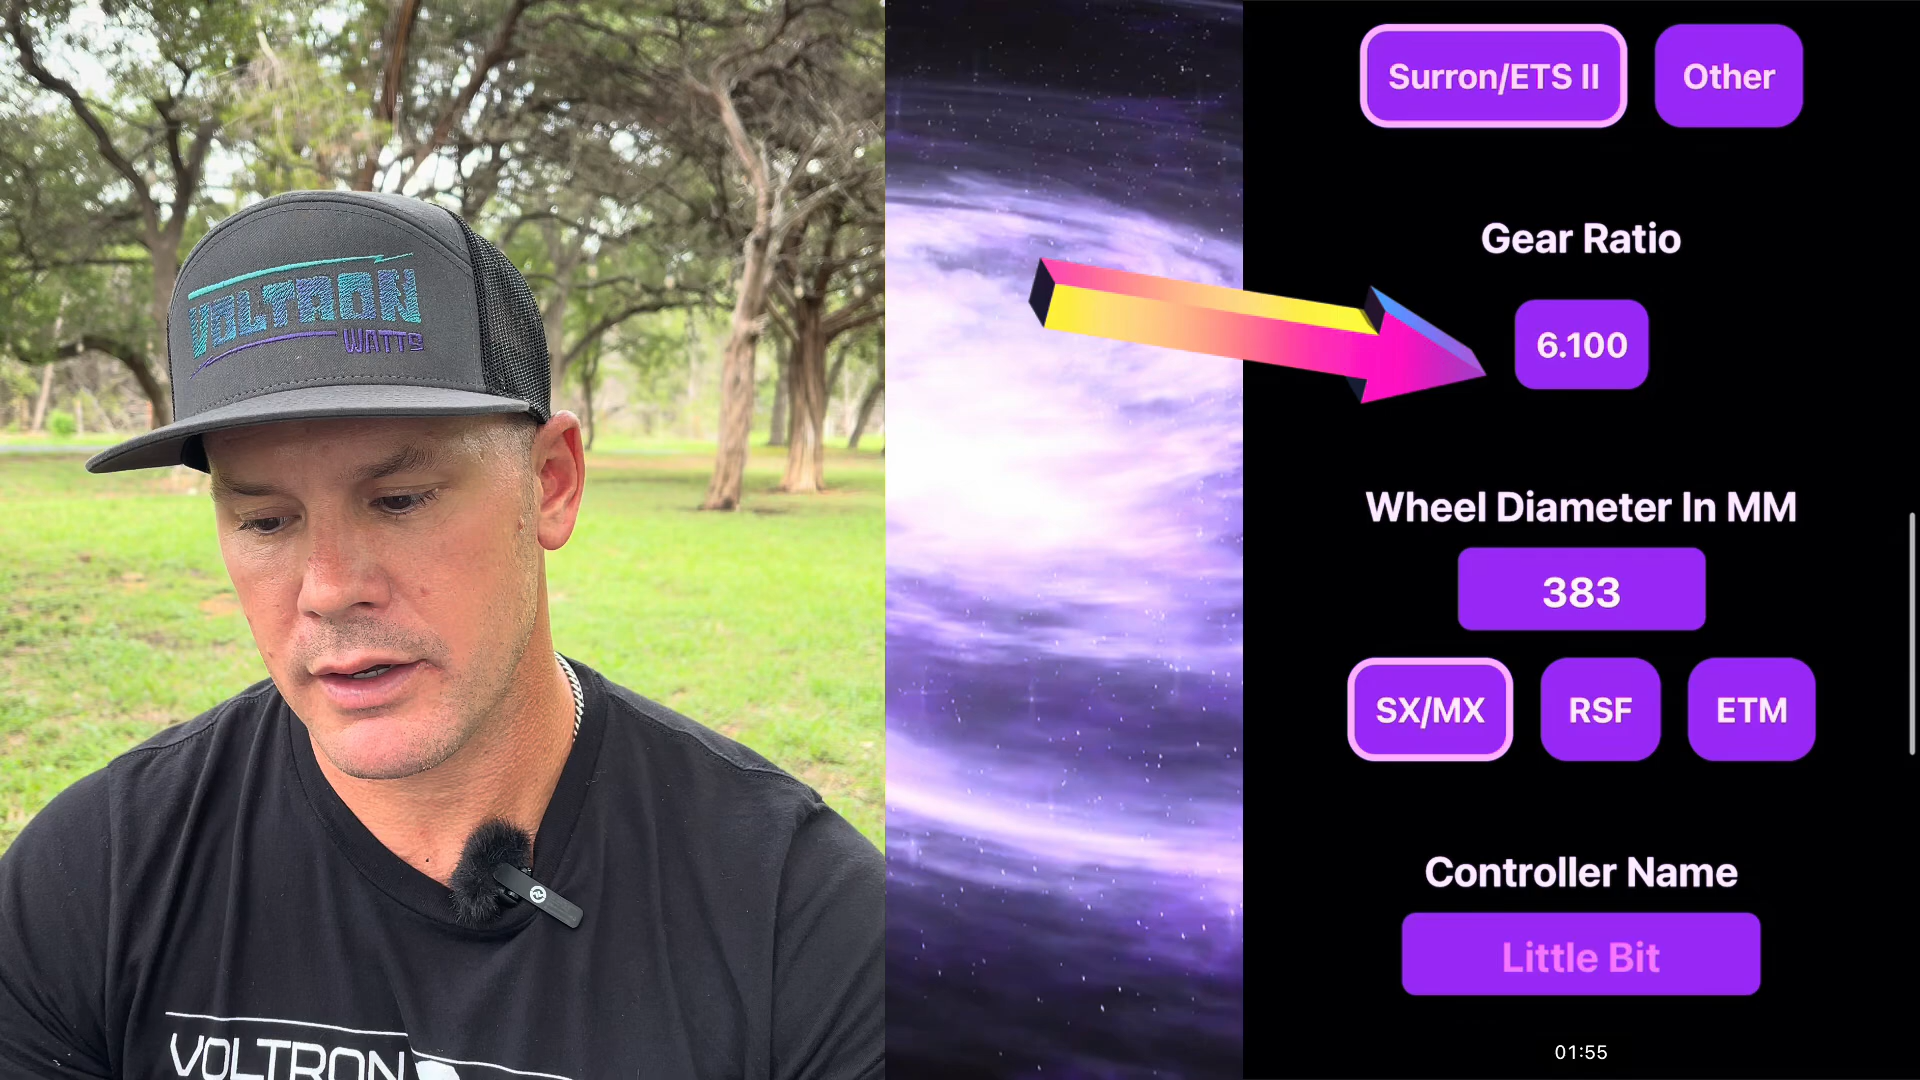 VOLTRON
WATTS
VOLTRON
Surron/ETS II
Other
Gear Ratio
6.100
Wheel Diameter In MM
383
SX/MX
RSF
ETM
Controller Name
Little Bit
01:55